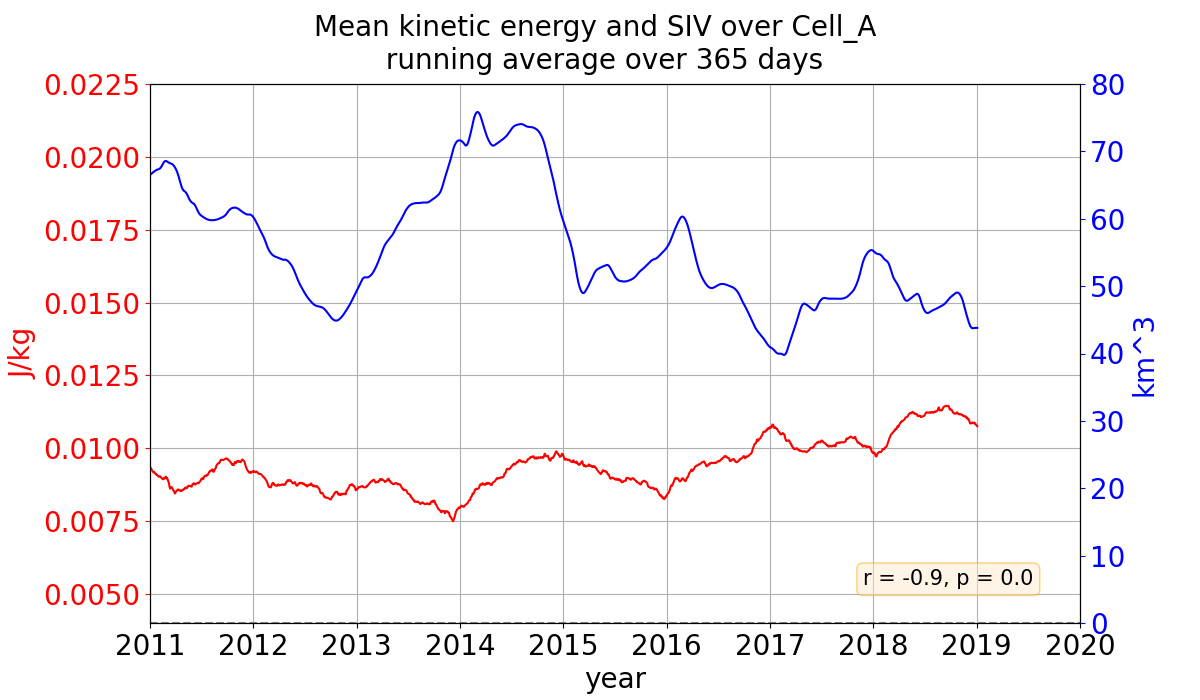 Mean kinetic energy and SIV over Cell_A
running average over 365 days
0.0225
0.0200
0.0175
0.0150
0.0125
0.0100
0.0075
0.0050
J/kg
80
70
60
50
40
30
20
10
0
km^3
r = -0.9, p = 0.0
2011 2012 2013 2014 2015 2016 2017 2018 2019 2020
year